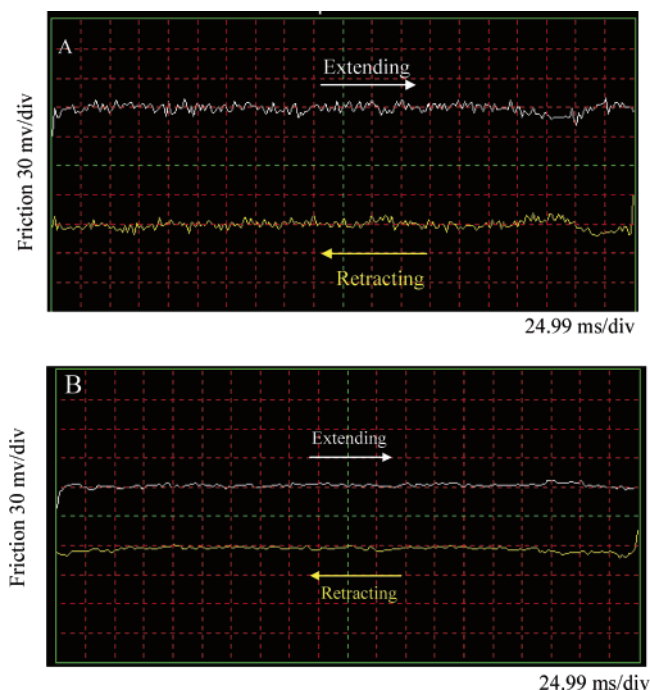 A
Extending
Friction 30 mv/div
Retracting
24.99 ms/div
B
Extending
Friction 30 mv/div
Retracting
24.99 ms/div